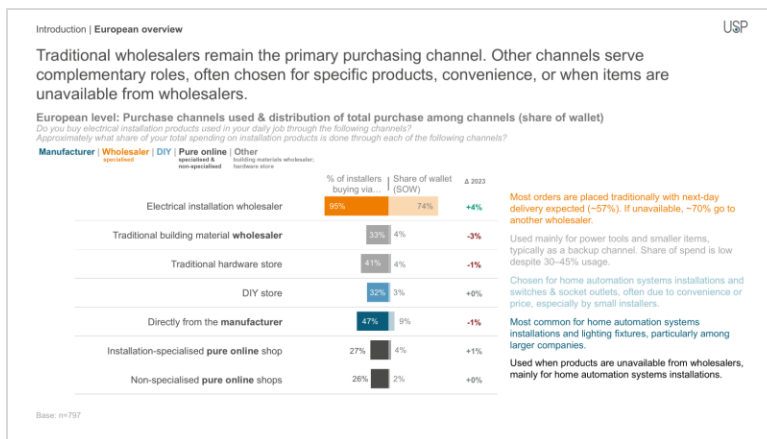 Introduction | European overview
USP
Traditional wholesalers remain the primary purchasing channel. Other channels serve
complementary roles, often chosen for specific products, convenience, or when items are
unavailable from wholesalers.
European level: Purchase channels used & distribution of total purchase among channels (share of wallet)
Do you buy electrical installation products used in your daily job through the following channels?
Approximately what share of your total spending on installation products is done through each of the following channels?
Manufacturer | Wholesaler | DIY | Pure online | Other
specialised
specialised &
non-specialised
building materials wholesaler;
hardware store
% of installers
buying via…
Share of wallet
(SOW)
Δ 2023
Electrical installation wholesaler 95% 74% +4%
Traditional building material wholesaler 33% 4% -3%
Traditional hardware store 41% 4% -1%
DIY store 32% 3% +0%
Directly from the manufacturer 47% 9% -1%
Installation-specialised pure online shop 27% 4% +1%
Non-specialised pure online shops 26% 2% +0%
Most orders are placed traditionally with next-day
delivery expected (~57%). If unavailable, ~70% go to
another wholesaler.
Used mainly for power tools and smaller items,
typically as a backup channel. Share of spend is low
despite 30–45% usage.
Chosen for home automation systems installations and
switches & socket outlets, often due to convenience or
price, especially by small installers.
Most common for home automation systems
installations and lighting fixtures, particularly among
larger companies.
Used when products are unavailable from wholesalers,
mainly for home automation systems installations.
Base: n=797